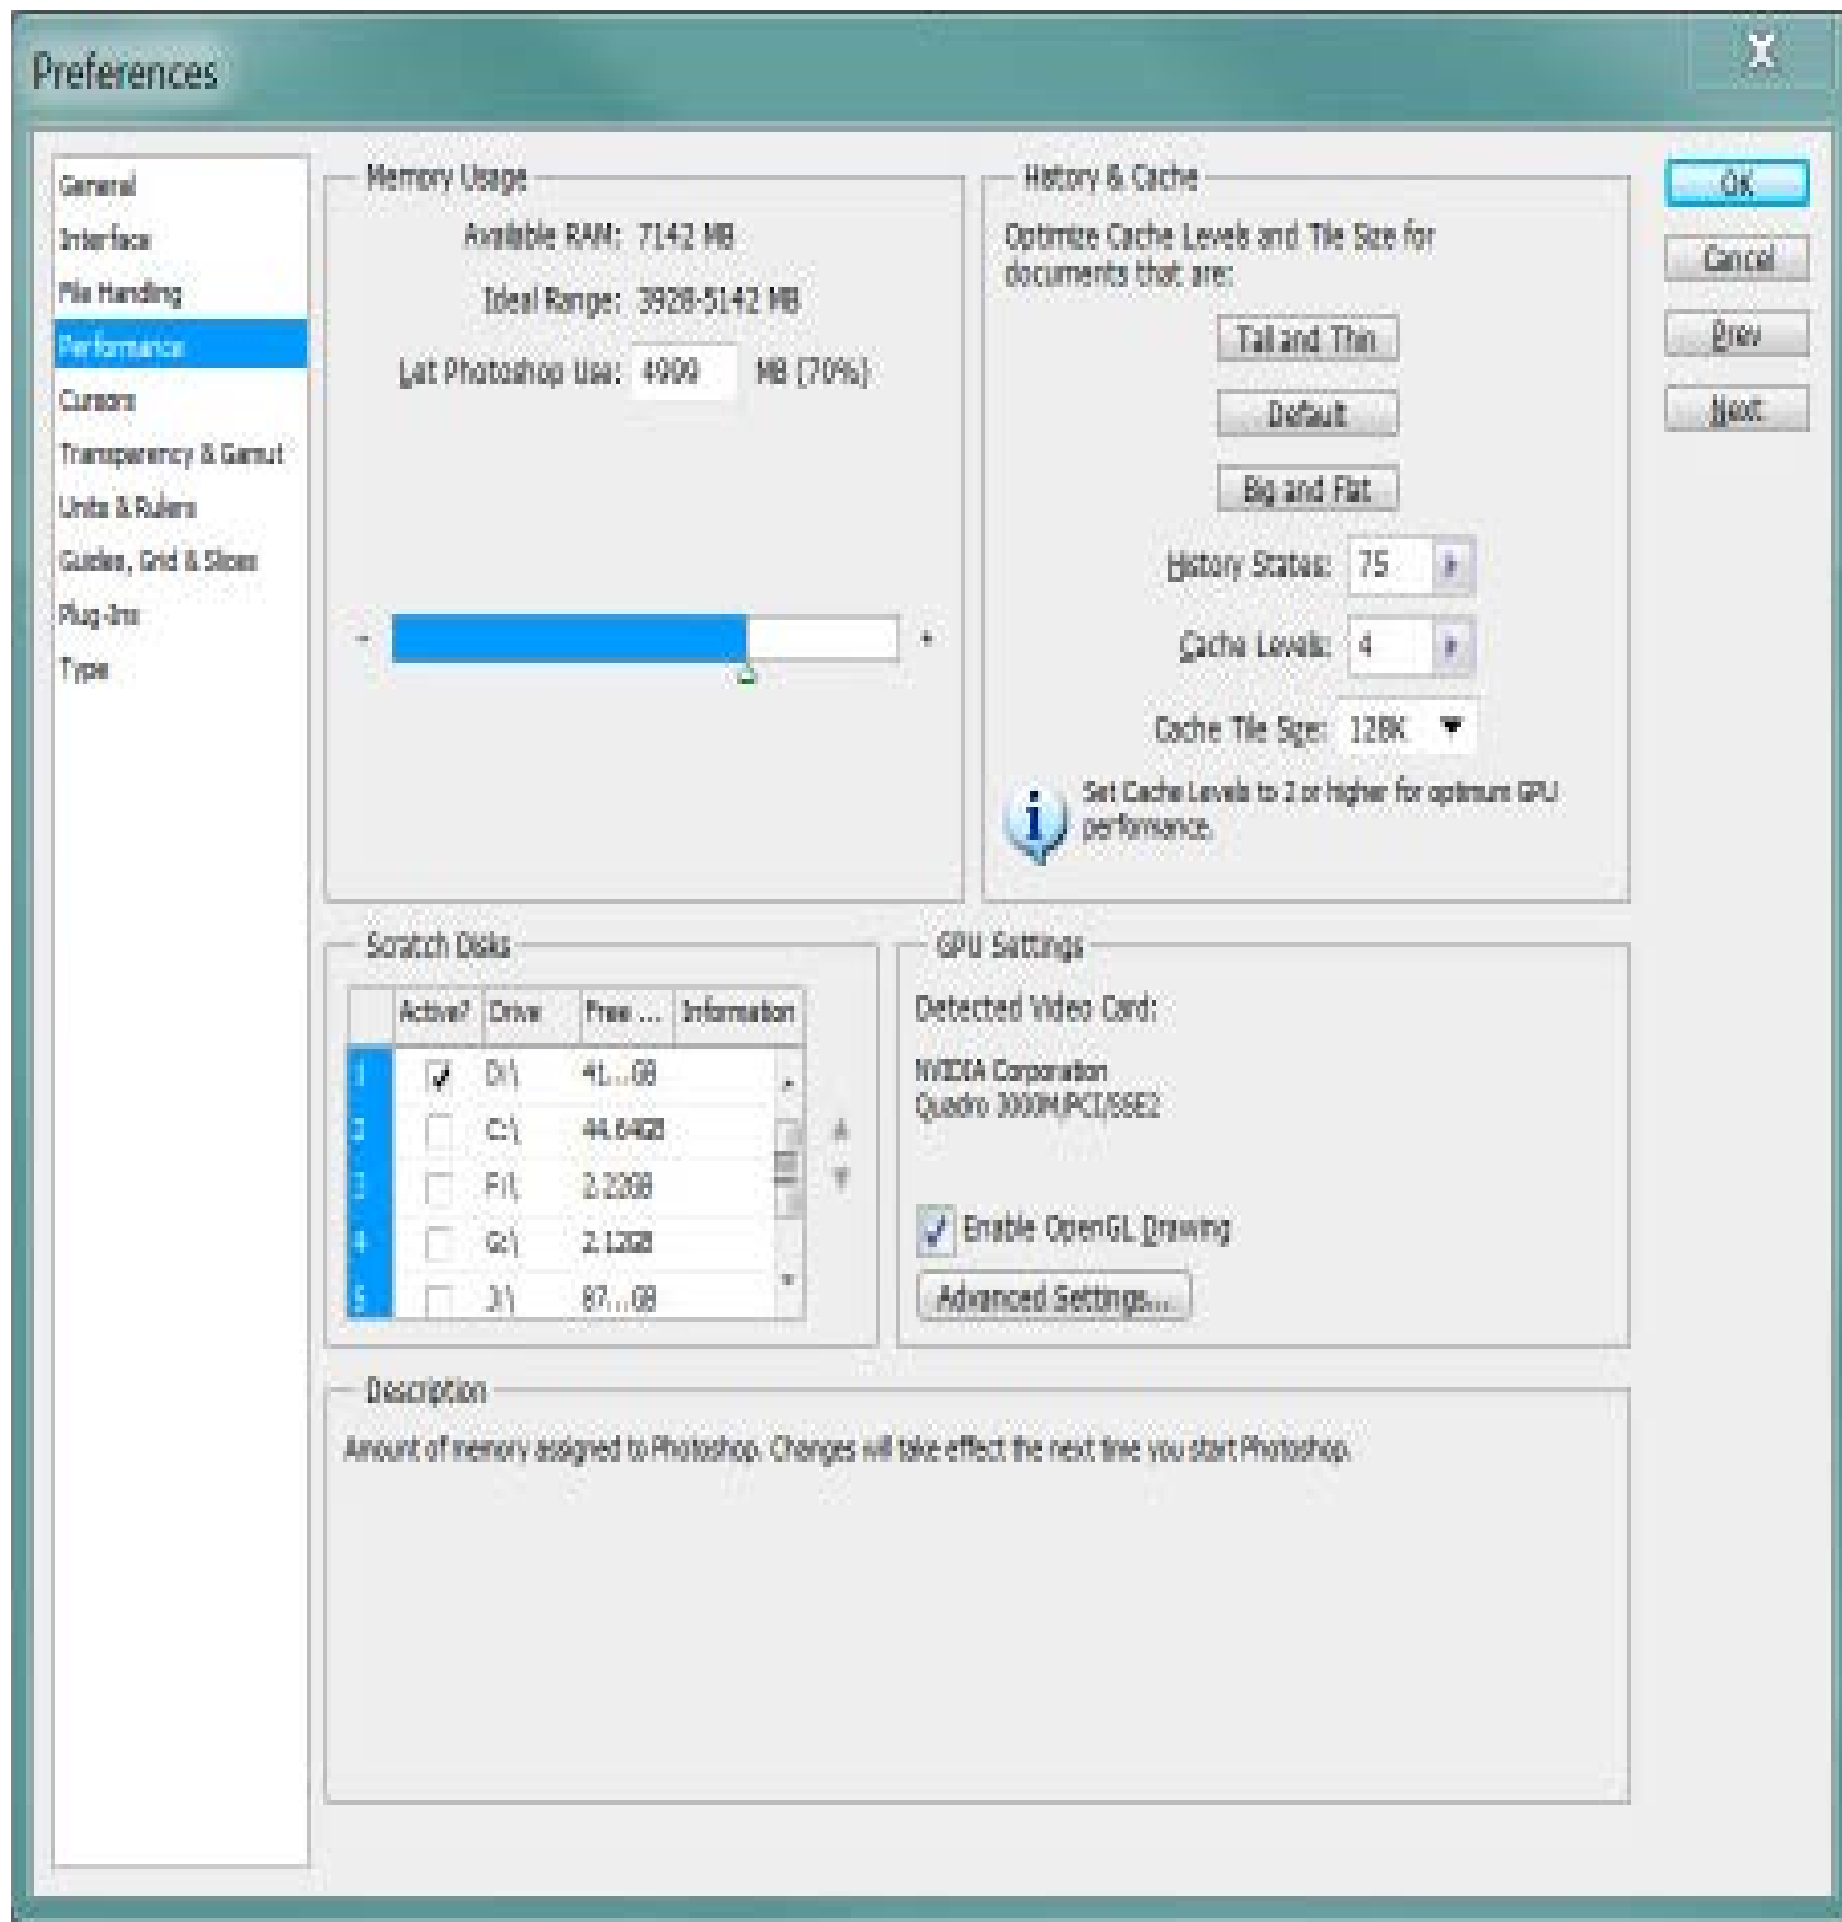 Preferences
X
General
Interface
File Handling
Performance
Cursors
Transparency & Gamut
Units & Rulers
Guides, Grid & Slices
Plug-Ins
Type
Memory Usage
Available RAM: 7142 MB
Ideal Range: 3928-5142 MB
Let Photoshop Use: 4999 MB (70%)
- +
History & Cache
Optimize Cache Levels and Tile Size for
documents that are:
Tall and Thin
Default
Big and Flat
History States: 75
Cache Levels: 4
Cache Tile Size: 128K
Set Cache Levels to 2 or higher for optimum GPU
performance.
OK
Cancel
Prev
Next
Scratch Disks
Active? Drive Free ... Information
1 D:\ 41...GB
2 C:\ 44.64GB
3 F:\ 2.22GB
4 G:\ 2.12GB
5 87...GB
GPU Settings
Detected Video Card:
NVIDIA Corporation
Quadro 3000M/PCI/SSE2
Enable OpenGL Drawing
Advanced Settings...
Description
Amount of memory assigned to Photoshop. Changes will take effect the next time you start Photoshop.